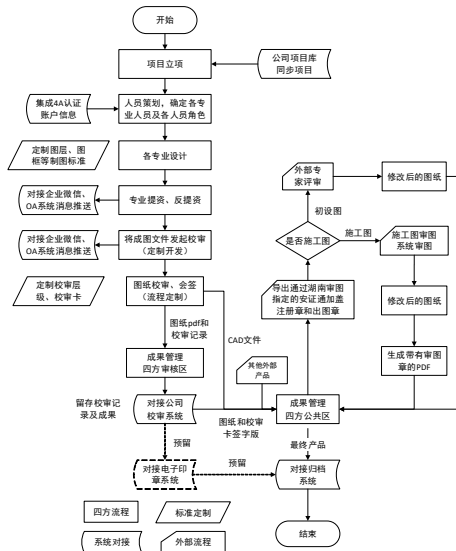 开始
项目立项
公司项目库
同步项目
集成4A认证
账户信息
人员策划，确定各专
业人员及各人员角色
定制图层、图
框等制图标准
各专业设计
对接企业微信、
OA系统消息推送
专业提资、反提资
对接企业微信、
OA系统消息推送
将成图文件发起校审
（定制开发）
定制校审层
级、校审卡
图纸校审、会签
（流程定制）
图纸pdf和
校审记录
CAD文件
成果管理
四方审核区
留存校审记
录及成果
对接公司
校审系统
图纸和校审
卡签字版
预留
对接电子印
章系统
预留
外部专
家评审
修改后的图纸
初设图
是否施工图
施工图
施工图审图
系统审图
导出通过湖南审图
指定的安证通加盖
注册章和出图章
修改后的图纸
其他外部
产品
生成带有审图
章的PDF
成果管理
四方公共区
最终产品
对接归档
系统
结束
四方流程
标准定制
系统对接
外部流程